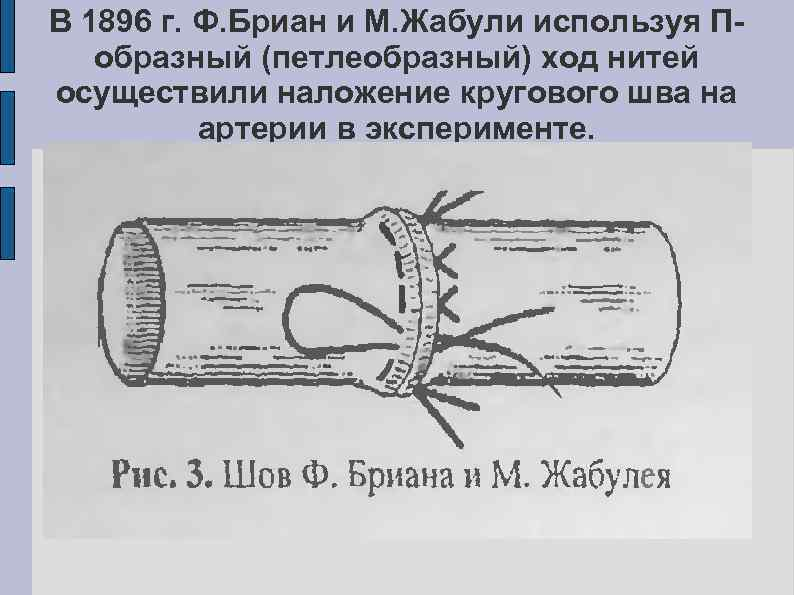 В 1896 г. Ф.Бриан и М.Жабули используя П-
образный (петлеобразный) ход нитей
осуществили наложение кругового шва на
артерии в эксперименте.
Рис. 3. Шов Ф. Бриана и М. Жабулея